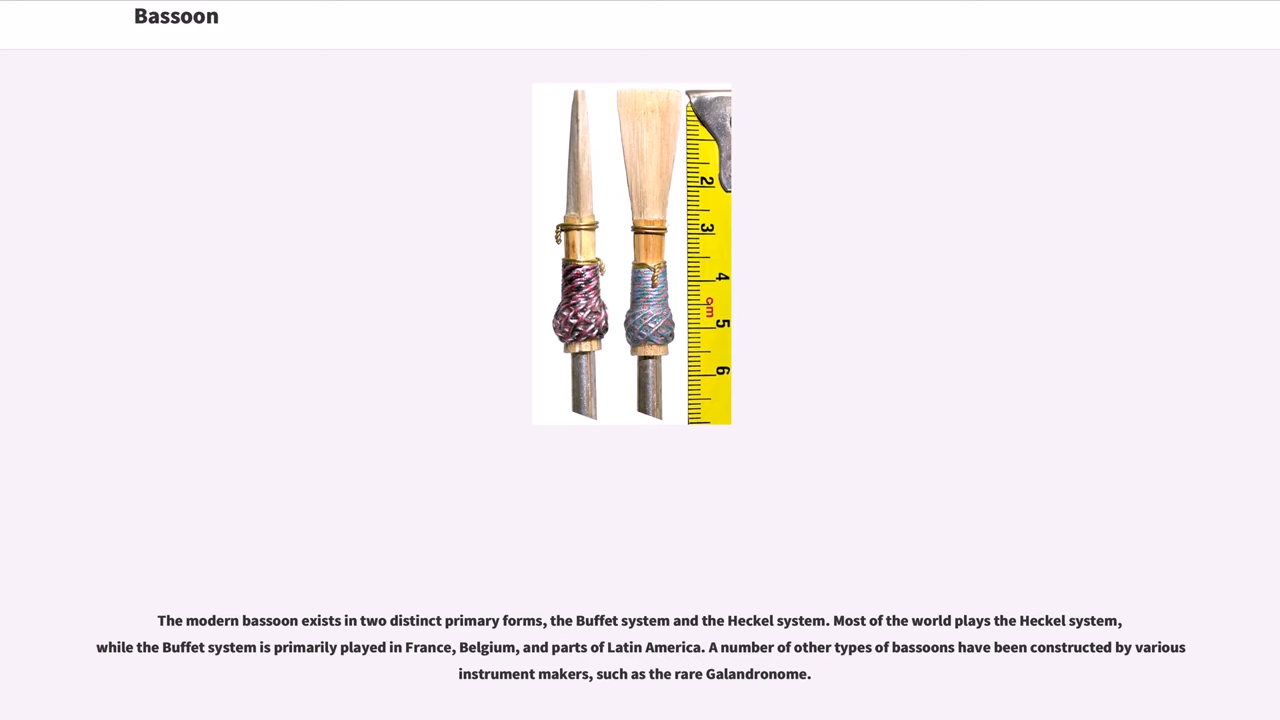 Bassoon
2
3
4
cm
5
6
The modern bassoon exists in two distinct primary forms, the Buffet system and the Heckel system. Most of the world plays the Heckel system,
while the Buffet system is primarily played in France, Belgium, and parts of Latin America. A number of other types of bassoons have been constructed by various
instrument makers, such as the rare Galandronome.